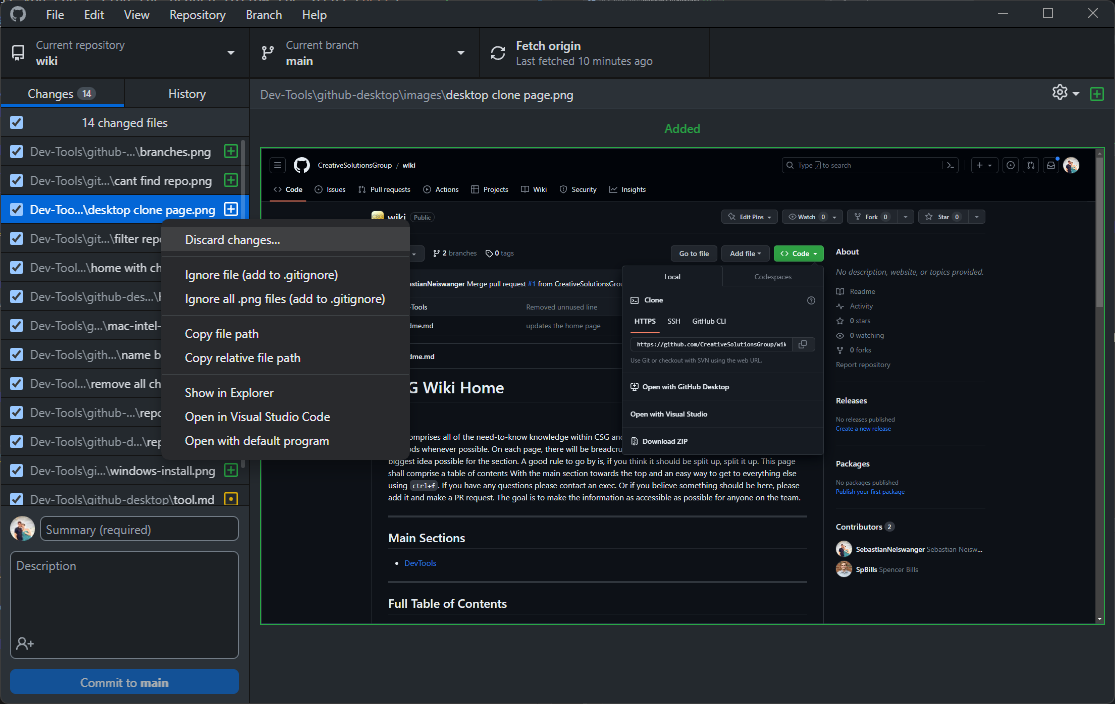 File Edit View Repository Branch Help
Current repository
wiki
Current branch
main
Fetch origin
Last fetched 10 minutes ago
Changes 14
History
14 changed files
Dev-Tools\github-...\branches.png
Dev-Tools\git...\cant find repo.png
Dev-Too...\desktop clone page.png
Dev-Tools\git...\filter repo
Dev-Tool...\home with ch
Dev-Tools\github-des...\
Dev-Tools\g...\mac-intel-
Dev-Tools\gith...\name b
Dev-Tool...\remove all ch
Dev-Tools\github-...\repo
Dev-Tools\github-d...\rep
Dev-Tools\gi...\windows-install.png
Dev-Tools\github-desktop\tool.md
Summary (required)
Description
Commit to main
Discard changes...
Ignore file (add to .gitignore)
Ignore all .png files (add to .gitignore)
Copy file path
Copy relative file path
Show in Explorer
Open in Visual Studio Code
Open with default program
Dev-Tools\github-desktop\images\desktop clone page.png
Added
CreativeSolutionsGroup / wiki
Type / to search
Code Issues Pull requests Actions Projects Wiki Security Insights
wiki Public
Edit Pins Watch 0 Fork 0 Star 0
2 branches 0 tags
Go to file Add file Code
bastianNeiswanger Merge pull request #1 from CreativeSolutionsGrou
-Tools Removed unnused line
dme.md updates the home page
dme.md
G Wiki Home
omprises all of the need-to-know knowledge within CSG and
ds whenever possible. On each page, there will be breadcru
biggest idea possible for the section. A good rule to go by is, if you think it should be split up, split it up. This page
shall comprise a table of contents With the main section towards the top and an easy way to get to everything else
using ctrl+f. If you have any questions please contact an exec. Or if you believe something should be here, please
add it and make a PR request. The goal is to make the information as accessible as possible for anyone on the team.
Main Sections
DevTools
Full Table of Contents
Local Codespaces
Clone
HTTPS SSH GitHub CLI
https://github.com/CreativeSolutionsGroup/wik
Use Git or checkout with SVN using the web URL.
Open with GitHub Desktop
Open with Visual Studio
Download ZIP
About
No description, website, or topics provided.
Readme
Activity
0 stars
0 watching
0 forks
Report repository
Releases
No releases published
Create a new release
Packages
No packages published
Publish your first package
Contributors 2
SebastianNeiswanger Sebastian Neisw...
SpBills Spencer Bills